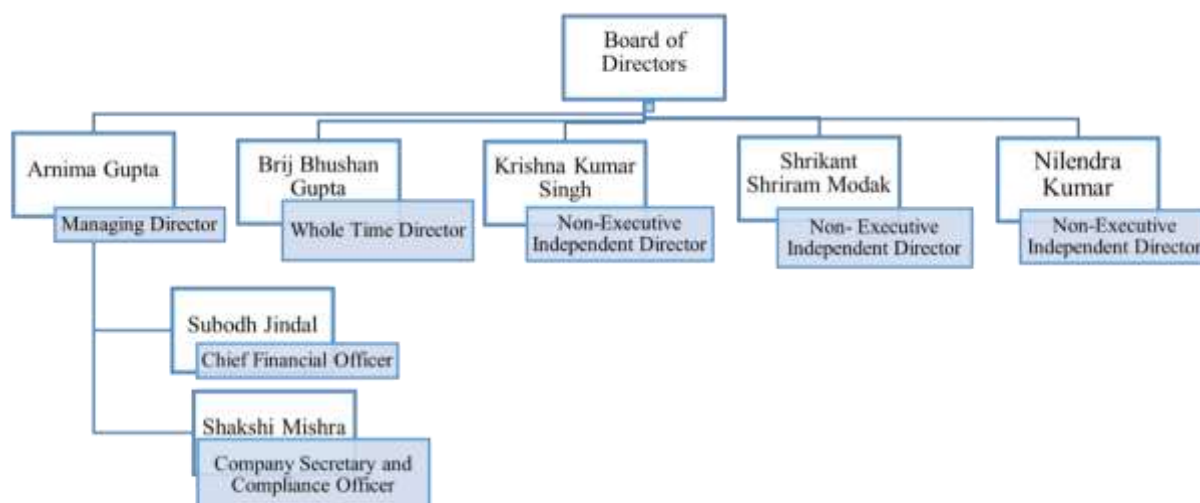 Board of
Directors
Arnima Gupta
Managing Director
Brij Bhushan
Gupta
Whole Time Director
Krishna Kumar
Singh
Non-Executive
Independent Director
Shrikant
Shriram Modak
Non- Executive
Independent Director
Nilendra
Kumar
Non-Executive
Independent Director
Subodh Jindal
Chief Financial Officer
Shakshi Mishra
Company Secretary and
Compliance Officer